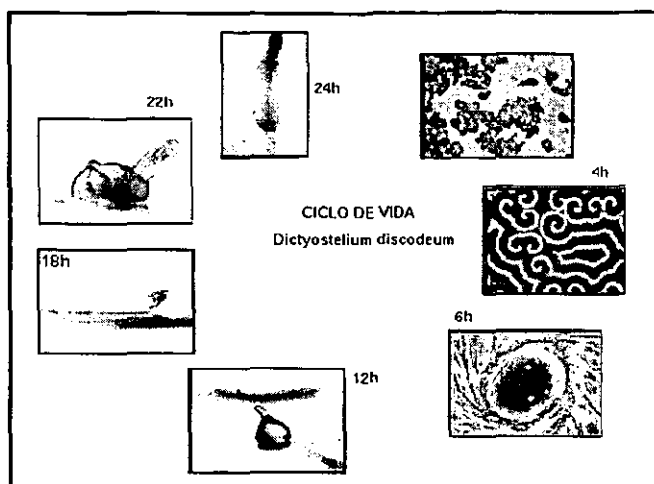 24h
22h
4h
CICLO DE VIDA
Dictyostelium discodeum
18h
6h
12h